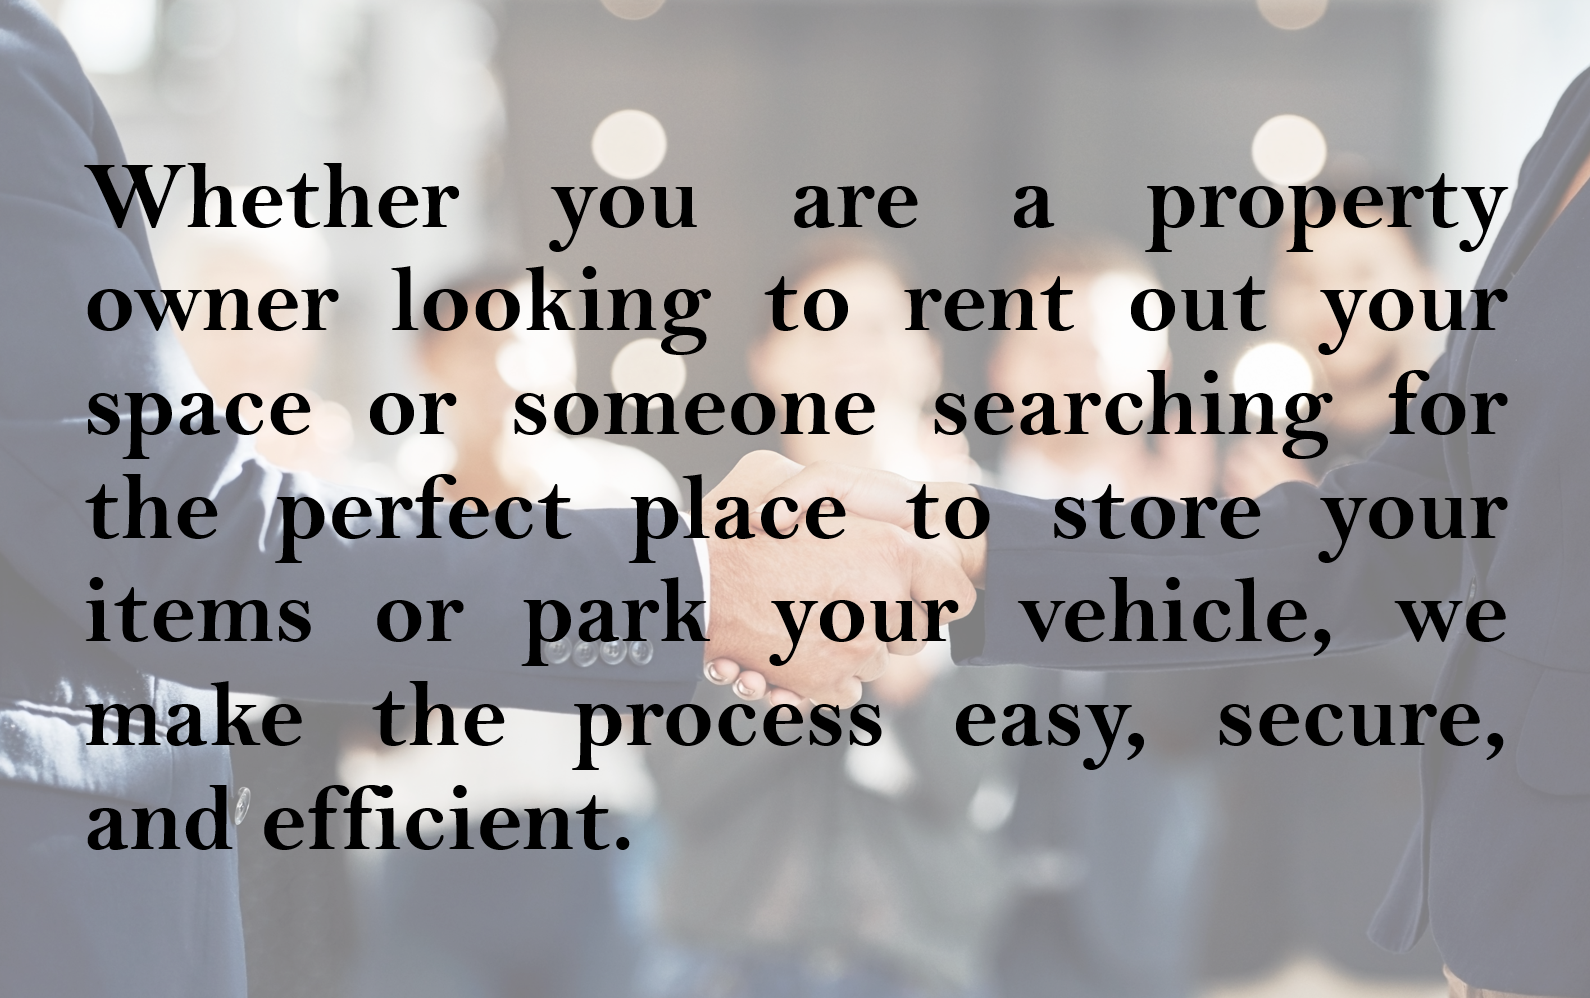 Whether you are a property
owner looking to rent out your
space or someone searching for
the perfect place to store your
items or park your vehicle, we
make the process easy, secure,
and efficient.